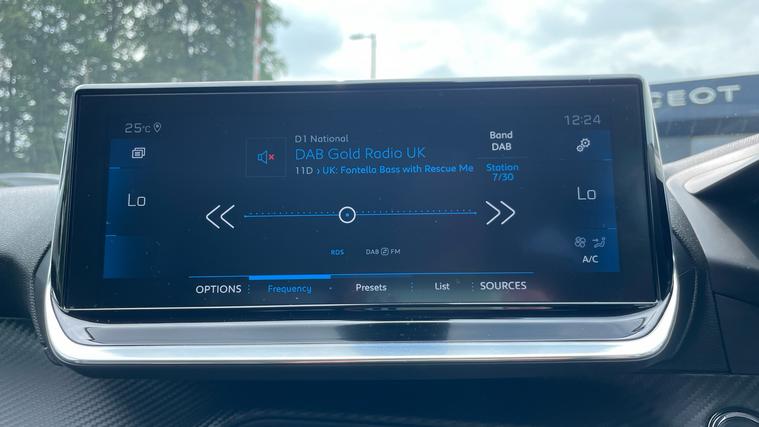 EOT
25°C
12:24
D1 National
DAB Gold Radio UK
11D › UK: Fontella Bass with Rescue Me
Band
DAB
Station
7/30
Lo
Lo
RDS
DAB FM
A/C
OPTIONS
Frequency
Presets
List
SOURCES